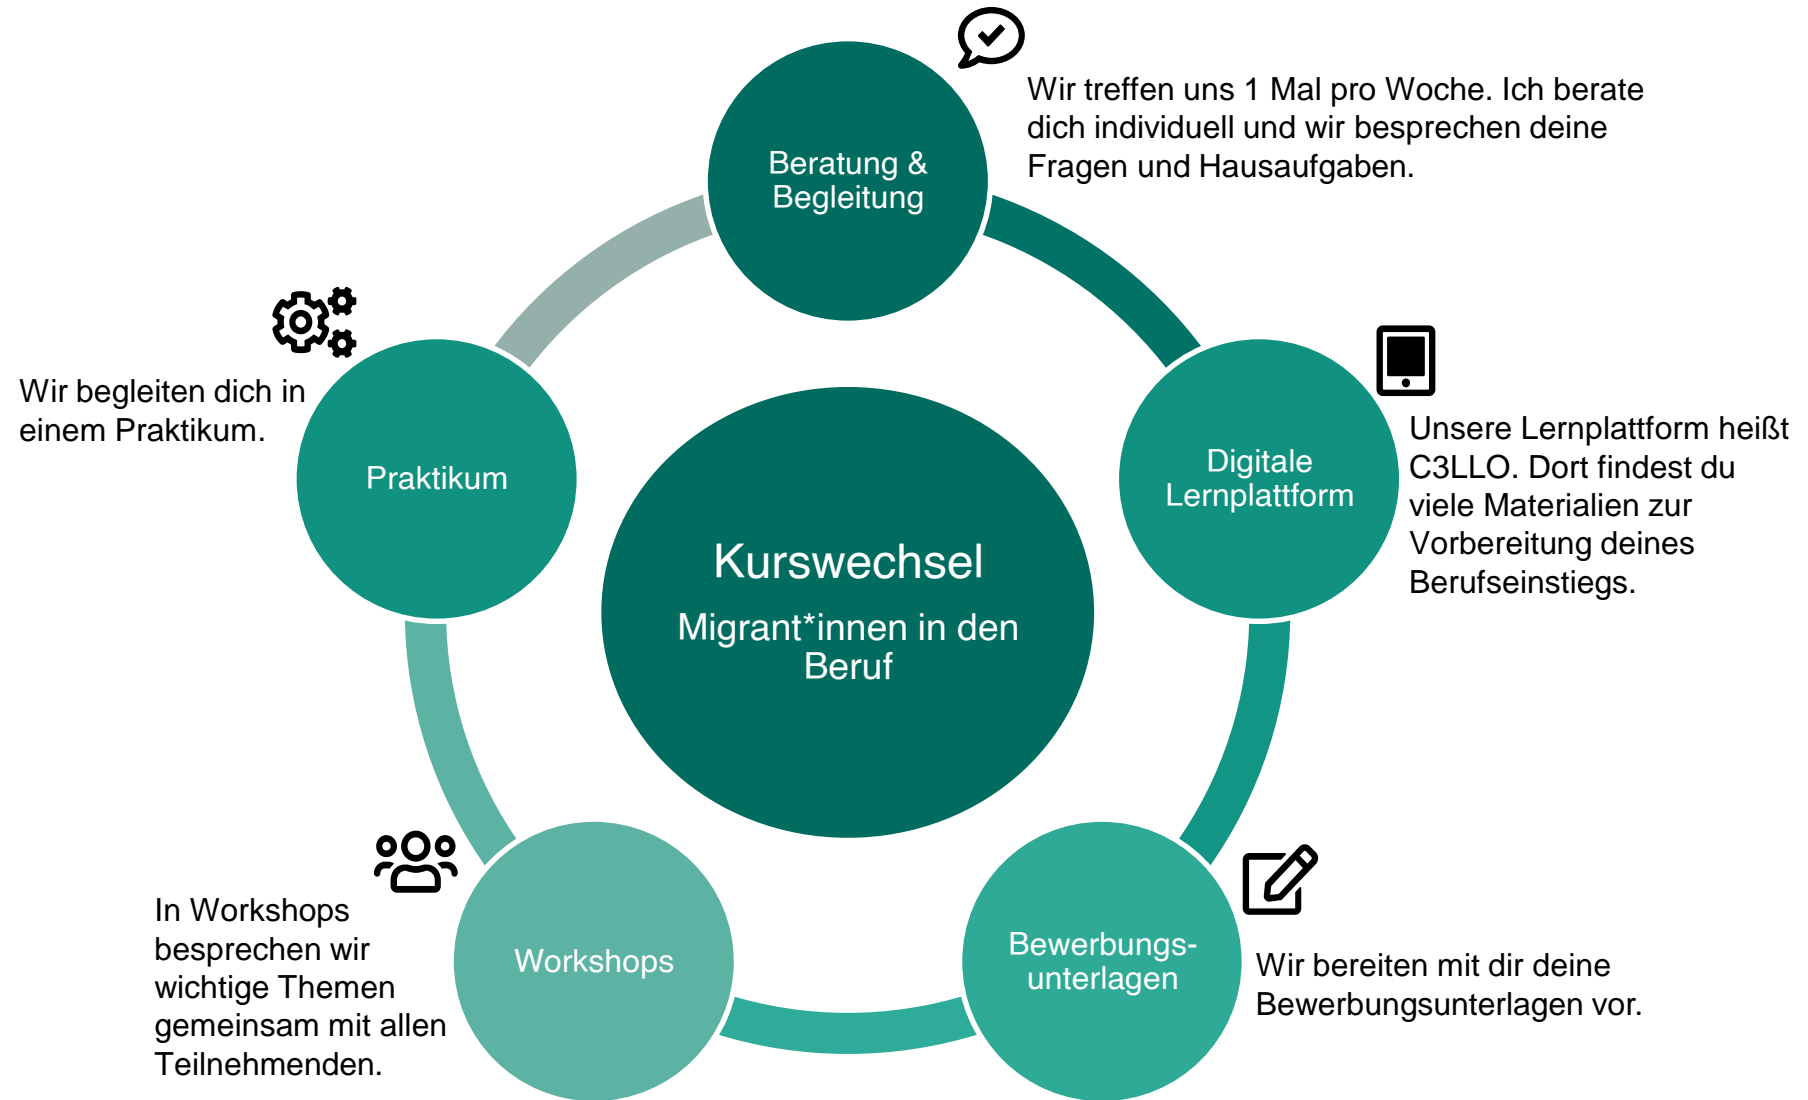 Beratung &
Begleitung
Wir treffen uns 1 Mal pro Woche. Ich berate
dich individuell und wir besprechen deine
Fragen und Hausaufgaben.
Digitale
Lernplattform
Unsere Lernplattform heißt
C3LLO. Dort findest du
viele Materialien zur
Vorbereitung deines
Berufseinstiegs.
Bewerbungs-
unterlagen
Wir bereiten mit dir deine
Bewerbungsunterlagen vor.
Workshops
In Workshops
besprechen wir
wichtige Themen
gemeinsam mit allen
Teilnehmenden.
Praktikum
Wir begleiten dich in
einem Praktikum.
Kurswechsel
Migrant*innen in den
Beruf